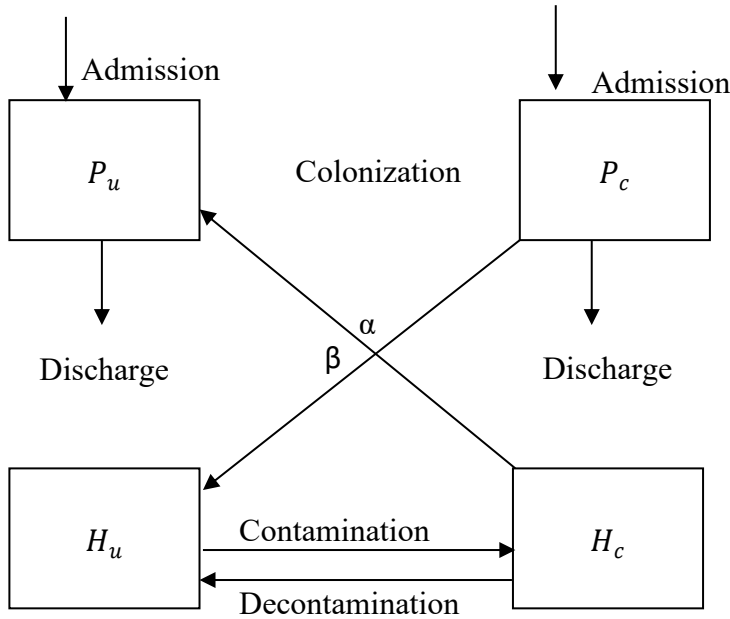 Admission
Admission
P_u
Colonization
P_c
α
β
Discharge
Discharge
H_u
Contamination
H_c
Decontamination